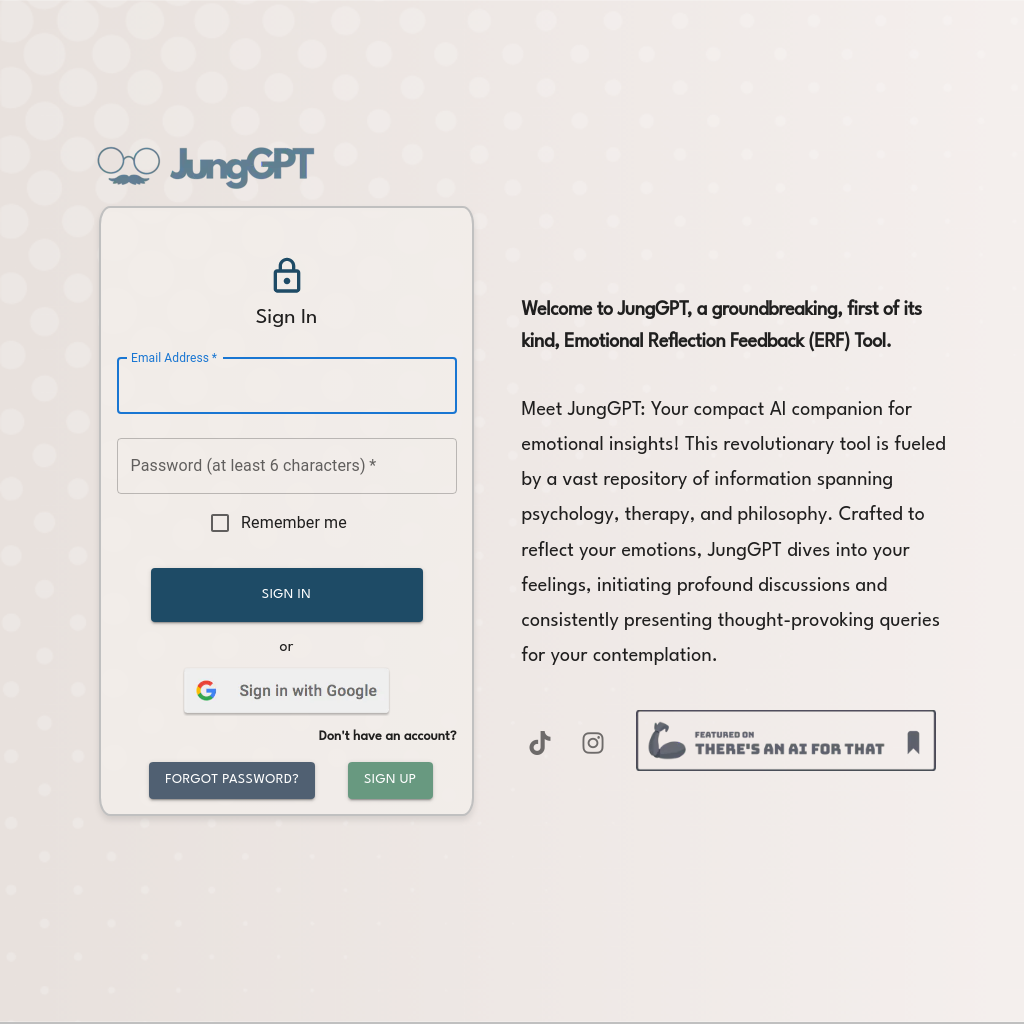 JungGPT
Sign In
Email Address *
Password (at least 6 characters) *
Remember me
SIGN IN
or
Sign in with Google
Don't have an account?
FORGOT PASSWORD?
SIGN UP
Welcome to JungGPT, a groundbreaking, first of its
kind, Emotional Reflection Feedback (ERF) Tool.
Meet JungGPT: Your compact AI companion for
emotional insights! This revolutionary tool is fueled
by a vast repository of information spanning
psychology, therapy, and philosophy. Crafted to
reflect your emotions, JungGPT dives into your
feelings, initiating profound discussions and
consistently presenting thought-provoking queries
for your contemplation.
FEATURED ON
THERE'S AN AI FOR THAT